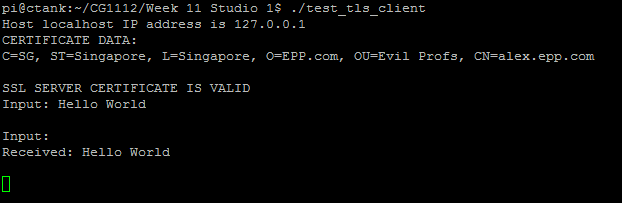 pi@ctank:~/CG1112/Week 11 Studio 1$ ./test_tls_client
Host localhost IP address is 127.0.0.1
CERTIFICATE DATA:
C=SG, ST=Singapore, L=Singapore, O=EPP.com, OU=Evil Profs, CN=alex.epp.com
SSL SERVER CERTIFICATE IS VALID
Input: Hello World
Input:
Received: Hello World